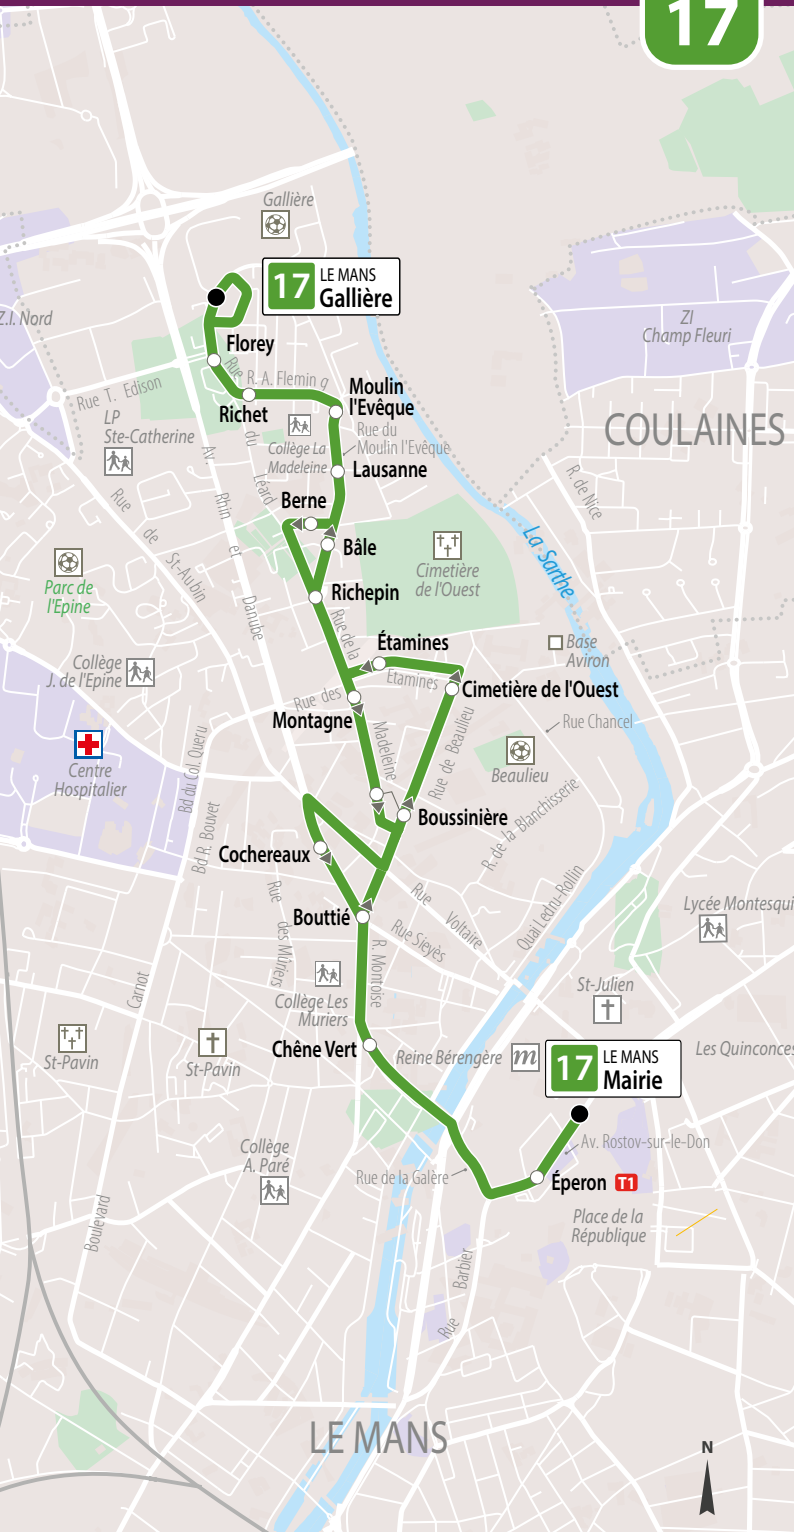 17
Gallière
17
LE MANS
Gallière
Z.I. Nord
ZI
Champ Fleuri
Florey
Rue R. A. Fleming
Moulin
l'Evêque
Rue T. Edison
Richet
COULAINES
LP
Ste-Catherine
Rue du
Moulin l'Evêque
Collège La
Madeleine
du
Léard
Lausanne
Av. Rhin et Danube
R. de Nice
Rue de St-Aubin
Berne
Bâle
La Sarthe
Cimetière
de l'Ouest
Parc de
l'Epine
Richepin
Rue de la
Madeleine
Étamines
Base
Aviron
Collège
J. de l'Epine
Rue des
Étamines
Cimetière de l'Ouest
Montagne
Rue Chancel
Rue de Beaulieu
Centre
Hospitalier
Bd du Col. Queru
Beaulieu
R. de la Blanchisserie
Bd R. Bouvet
Boussinière
Cochereaux
Rue
des Mûriers
Rue Voltaire
Quai Ledru-Rollin
Bouttié
Rue Sieyès
Lycée Montesqui
R. Montoise
Carnot
Collège Les
Muriers
St-Julien
St-Pavin
St-Pavin
Chêne Vert
Reine Bérengère
m
17
LE MANS
Mairie
Les Quinconces
Av. Rostov-sur-le-Don
Collège
A. Paré
Rue de la Galère
Éperon
T1
Place de la
République
Boulevard
Rue Barbier
LE MANS
N